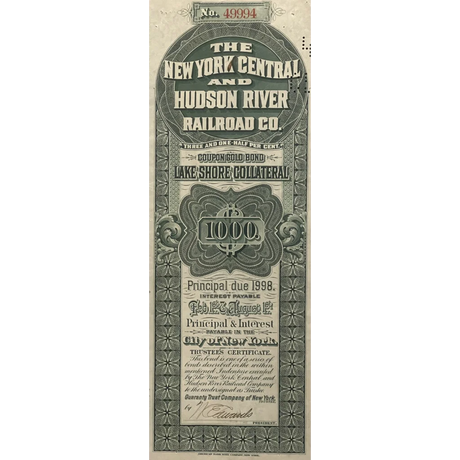 No. 49994
THE
NEW YORK CENTRAL
AND
HUDSON RIVER
RAILROAD CO.
THREE AND ONE-HALF PER CENT.
COUPON GOLD BOND
LAKE SHORE COLLATERAL
$1000.
Principal due 1998.
INTEREST PAYABLE
Feb. 1st & August 1st
Principal & Interest
PAYABLE IN THE
City of New York.
TRUSTEE'S CERTIFICATE.
This bond is one of a series of
bonds described in the within
mentioned Indenture executed
by The New York Central and
Hudson River Railroad Company
to the undersigned as Trustee
Guaranty Trust Company of New York,
by
PRESIDENT.